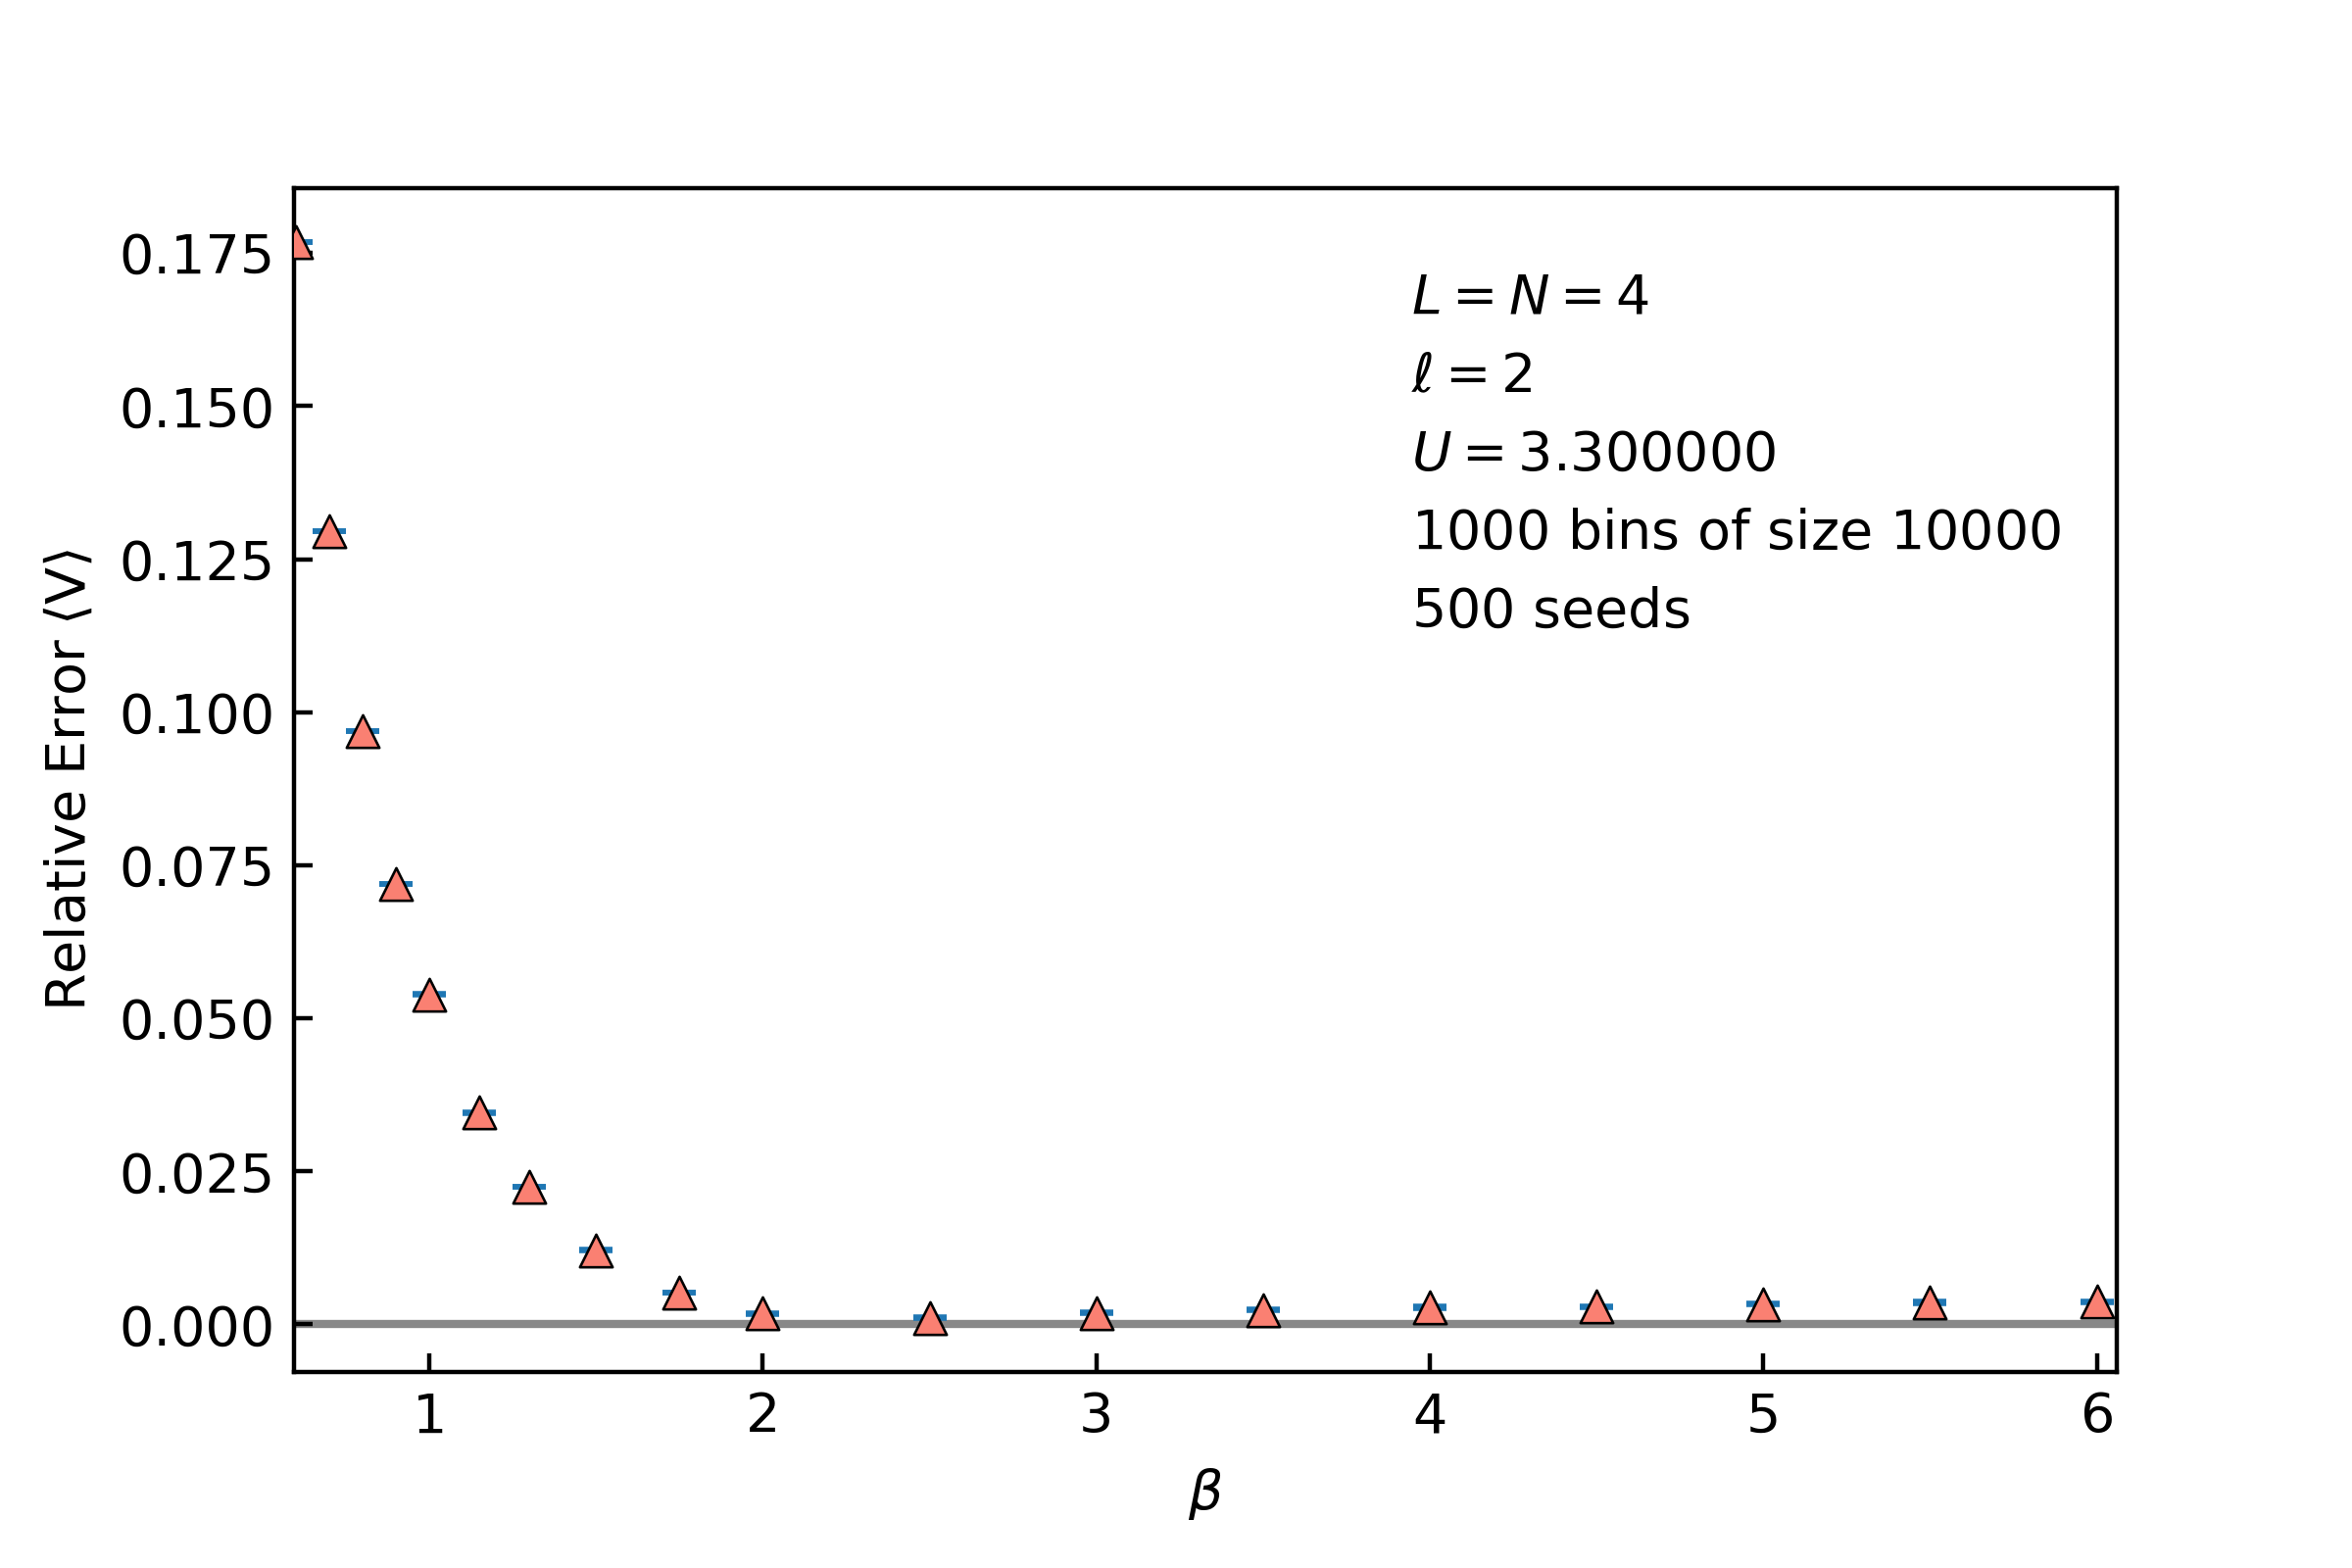 0.175
0.150
0.125
0.100
0.075
0.050
0.025
0.000
Relative Error ⟨V⟩
L = N = 4
ℓ = 2
U = 3.300000
1000 bins of size 10000
500 seeds
1 2 3 4 5 6
β